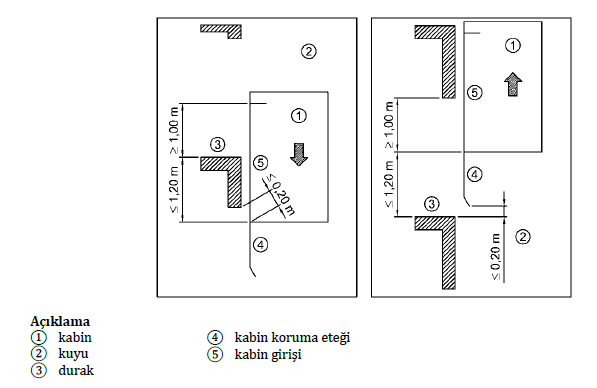 ②
①
③
⑤
④
≥ 1,00 m
≤ 1,20 m
≤ 0,20 m
①
⑤
④
③
②
≥ 1,00 m
≤ 1,20 m
≤ 0,20 m
Açıklama
① kabin
② kuyu
③ durak
④ kabin koruma eteği
⑤ kabin girişi